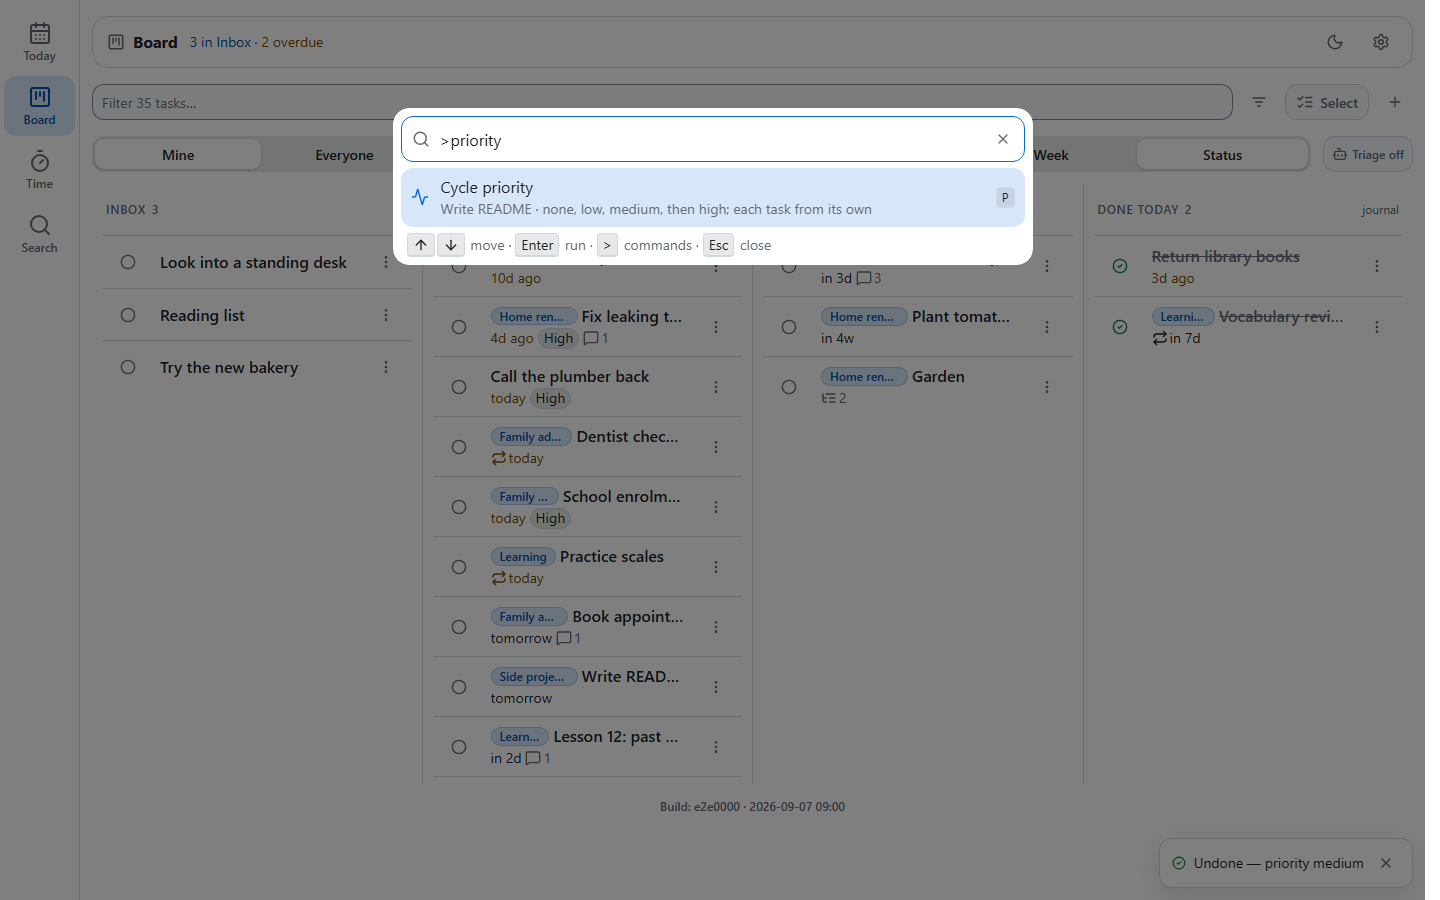 Today
Board
Time
Search
Board 3 in Inbox · 2 overdue
Filter 35 tasks...
Select
Mine
Everyone
Week
Status
Triage off
>priority
Cycle priority
P
Write README · none, low, medium, then high; each task from its own
move · Enter run · > commands · Esc close
INBOX 3
Look into a standing desk
Reading list
Try the new bakery
10d ago
Home ren... Fix leaking t...
4d ago High 1
Call the plumber back
today High
Family ad... Dentist chec...
today
Family ... School enrolm...
today High
Learning Practice scales
today
Family a... Book appoint...
tomorrow 1
Side proje... Write READ...
tomorrow
Learn... Lesson 12: past ...
in 2d 1
in 3d 3
Home ren... Plant tomat...
in 4w
Home ren... Garden
2
DONE TODAY 2
journal
Return library books
3d ago
Learni... Vocabulary revi...
in 7d
Build: e2e0000 · 2026-09-07 09:00
Undone — priority medium